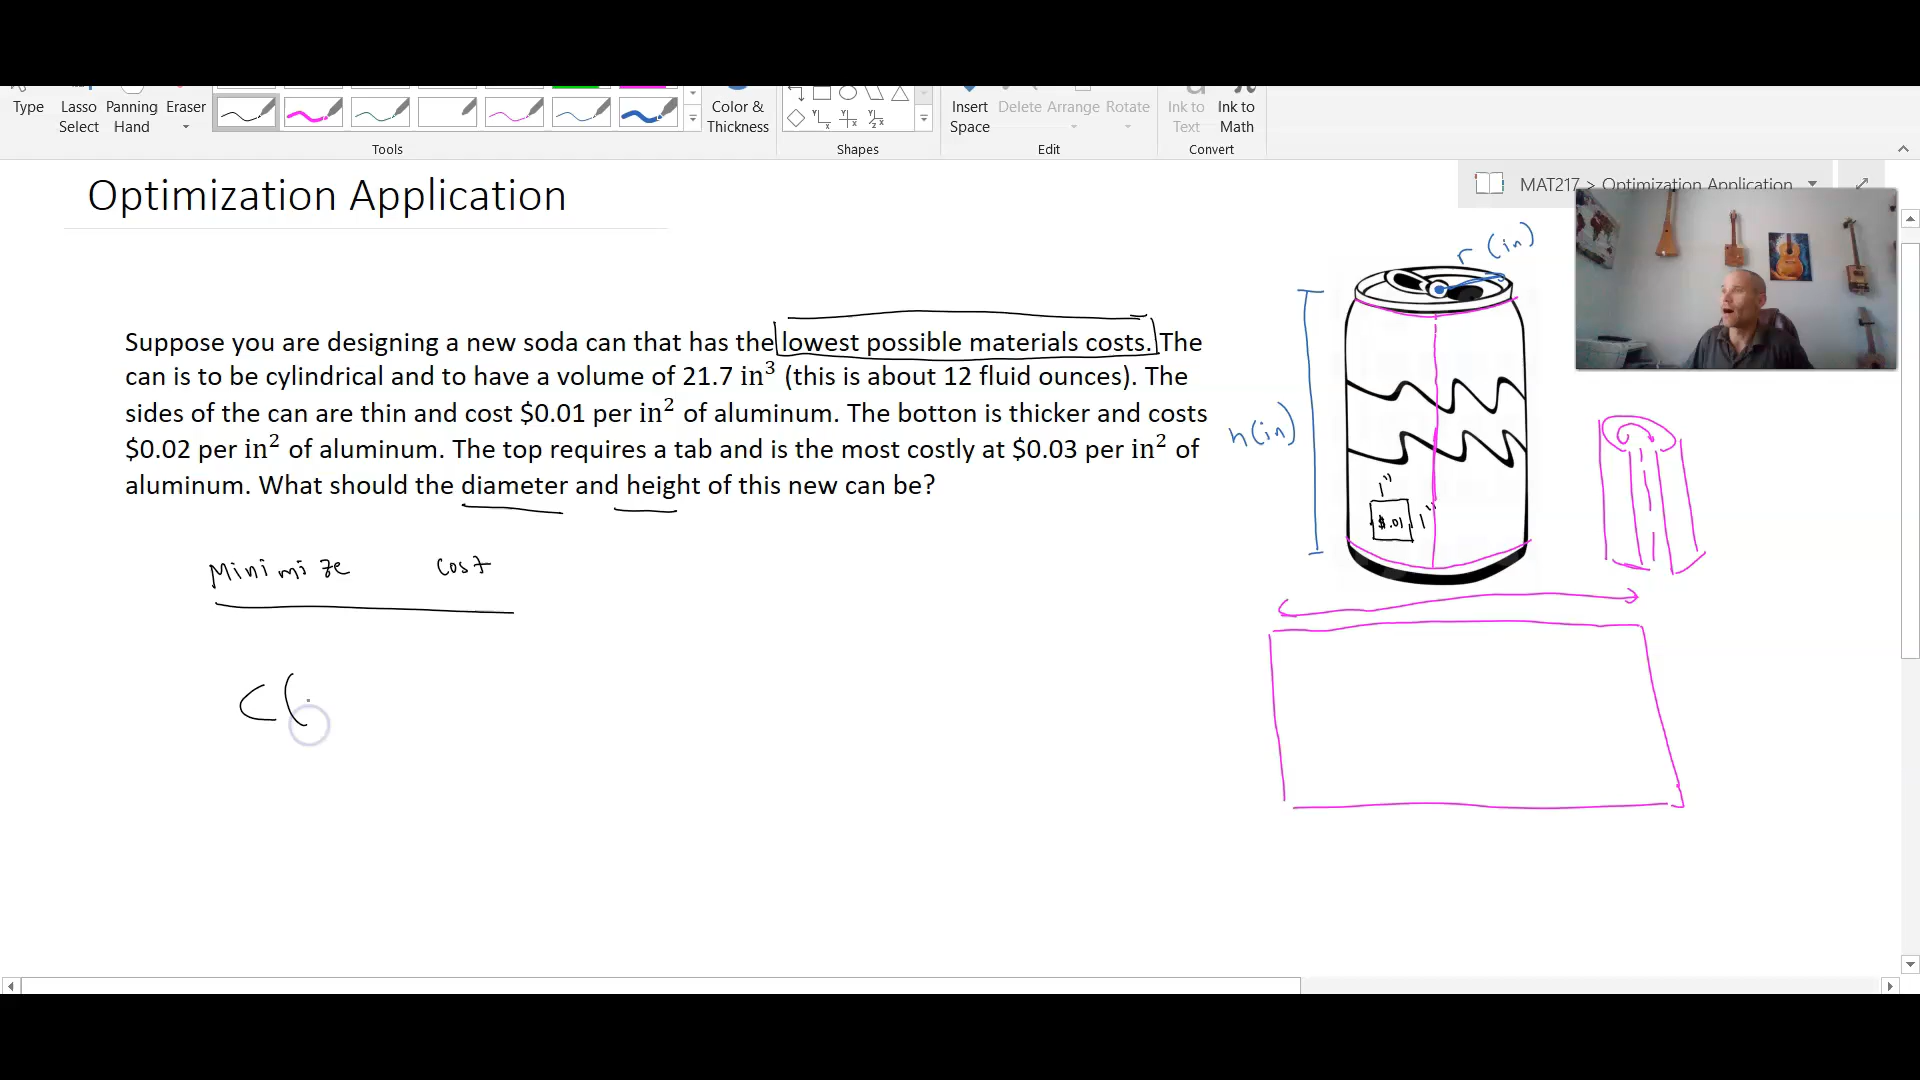 Type
Lasso Select
Panning Hand
Eraser
Color & Thickness
Insert Space
Delete
Arrange
Rotate
Ink to Text
Ink to Math
Tools
Shapes
Edit
Convert
Optimization Application
MAT217 > Optimization Application
r (in)
Suppose you are designing a new soda can that has the lowest possible materials costs. The
can is to be cylindrical and to have a volume of 21.7 in³ (this is about 12 fluid ounces). The
sides of the can are thin and cost $0.01 per in² of aluminum. The botton is thicker and costs
$0.02 per in² of aluminum. The top requires a tab and is the most costly at $0.03 per in² of
aluminum. What should the diameter and height of this new can be?
h(in)
1"
$.01 1"
Minimize cost
C(